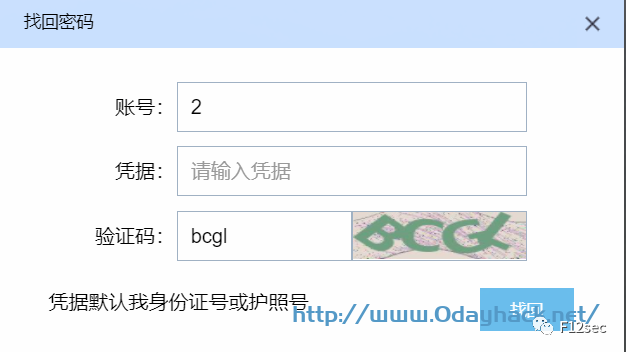 找回密码
账号： 2
凭据： 请输入凭据
验证码： bcgl BCGL
凭据默认我身份证号或护照号
找回
http://www.0dayhack.net/
F12sec